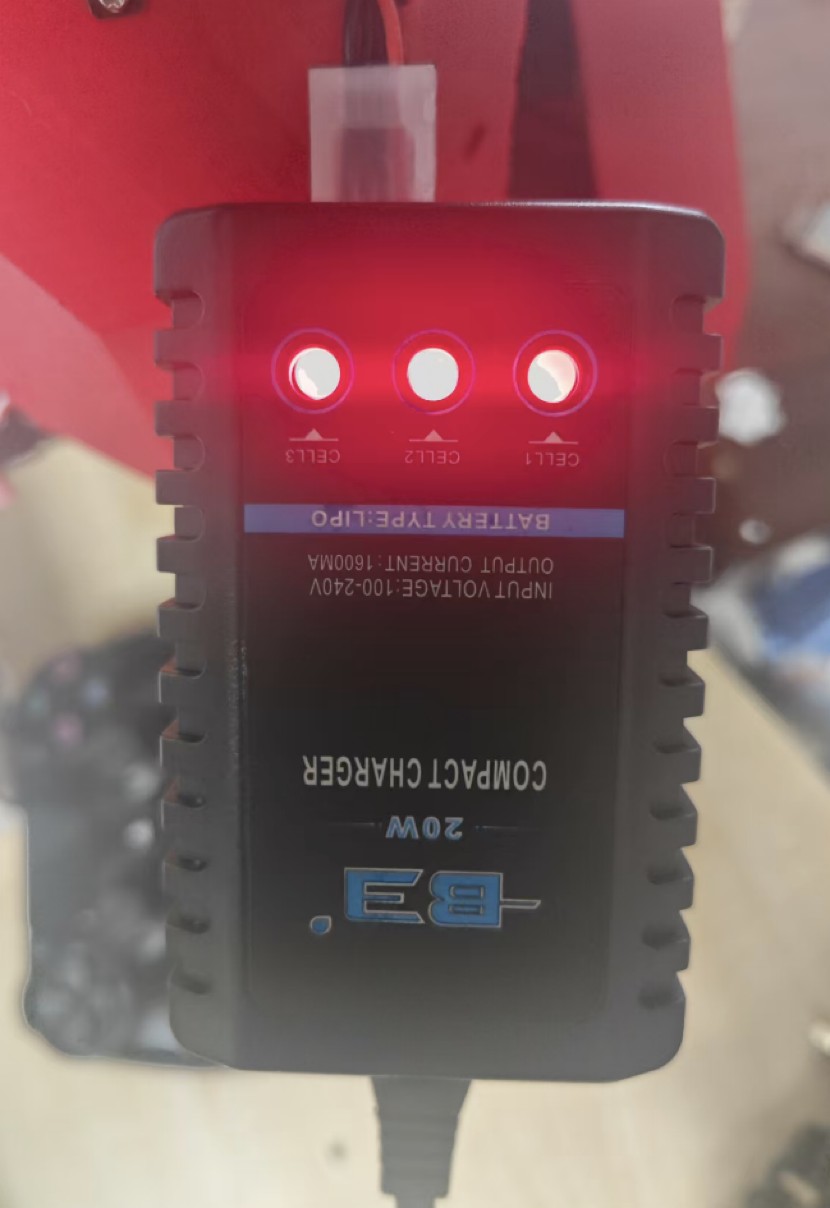 B3
20W
COMPACT CHARGER
INPUT VOLTAGE:100-240V
OUTPUT CURRENT:1600MA
BATTERY TYPE:LIPO
CELL1 CELL2 CELL3